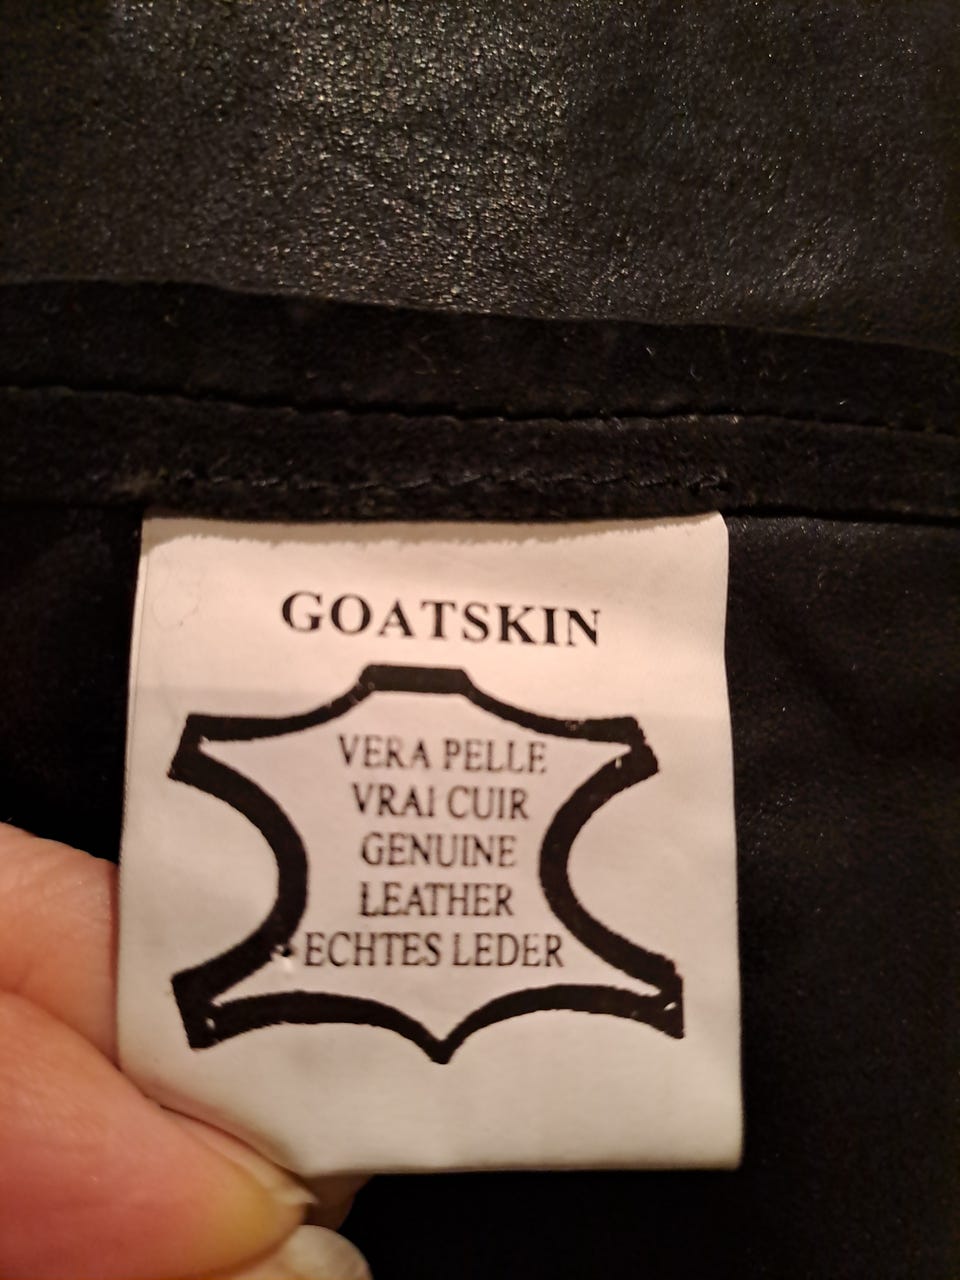 GOATSKIN
VERA PELLE
VRAI CUIR
GENUINE
LEATHER
ECHTES LEDER